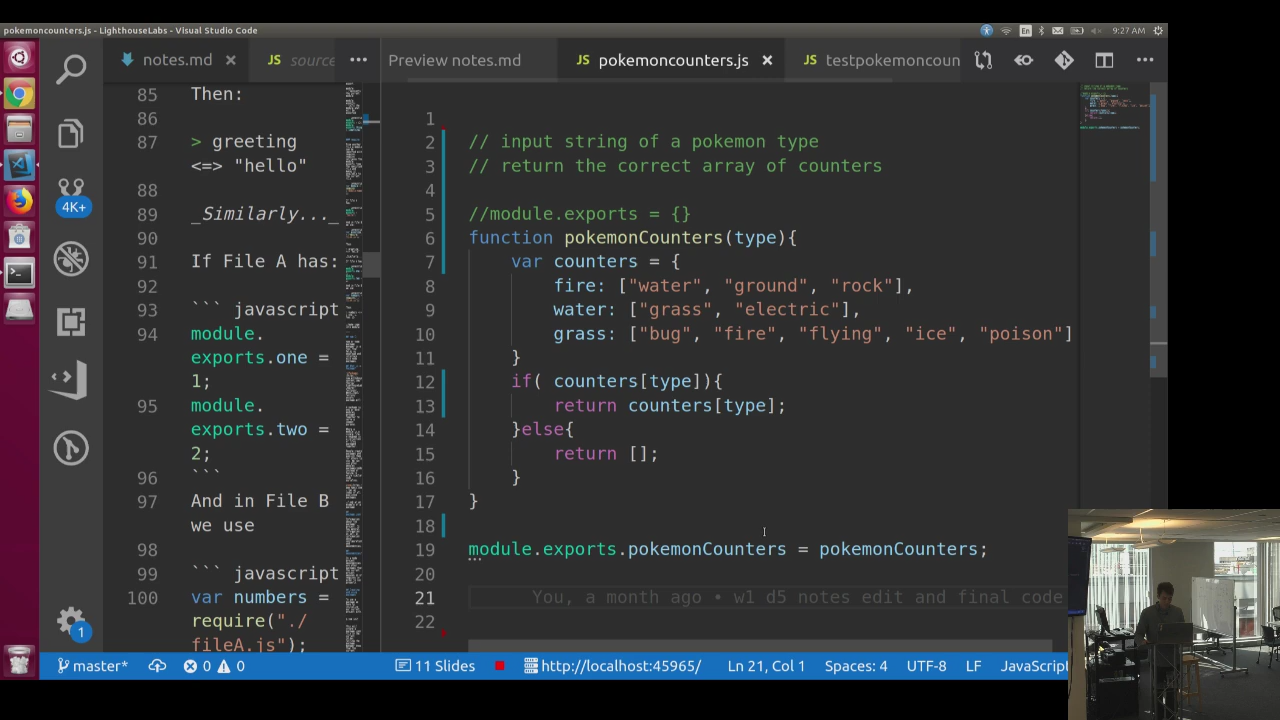 pokemoncounters.js - LighthouseLabs - Visual Studio Code
En
9:27 AM
notes.md
JS source
Preview notes.md
JS pokemoncounters.js
JS testpokemoncoun
85 Then:
86
87 > greeting
<=> "hello"
88
89 _Similarly..._
90
91 If File A has:
92
93 ``` javascript
94 module.
exports.one =
1;
95 module.
exports.two =
2;
96 ```
97 And in File B
we use
98
99 ``` javascript
100 var numbers =
require("./
fileA.js");
1
2 // input string of a pokemon type
3 // return the correct array of counters
4
5 //module.exports = {}
6 function pokemonCounters(type){
7 var counters = {
8 fire: ["water", "ground", "rock"],
9 water: ["grass", "electric"],
10 grass: ["bug", "fire", "flying", "ice", "poison"]
11 }
12 if( counters[type]){
13 return counters[type];
14 }else{
15 return [];
16 }
17 }
18
19 module.exports.pokemonCounters = pokemonCounters;
20
21 You, a month ago • w1 d5 notes edit and final code
22
4K+
1
master*
0
0
11 Slides
http://localhost:45965/
Ln 21, Col 1
Spaces: 4
UTF-8
LF
JavaScript